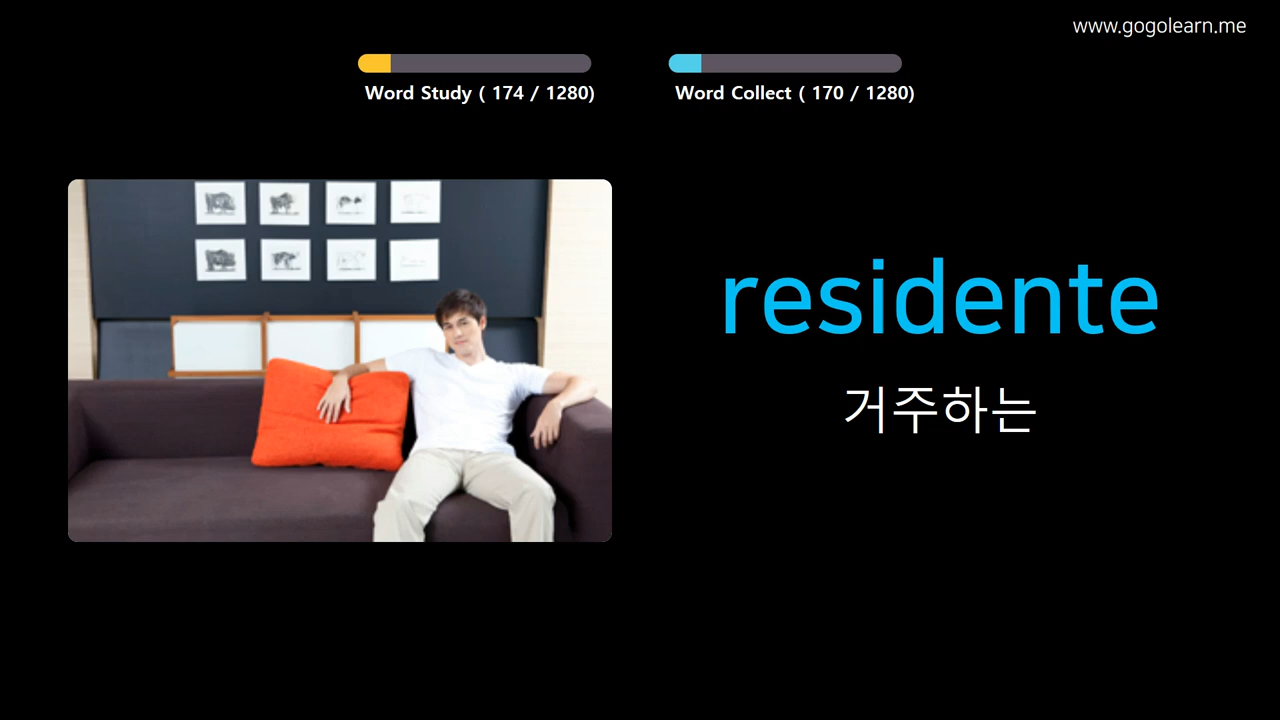 www.gogolearn.me
Word Study ( 174 / 1280)
Word Collect ( 170 / 1280)
residente
거주하는